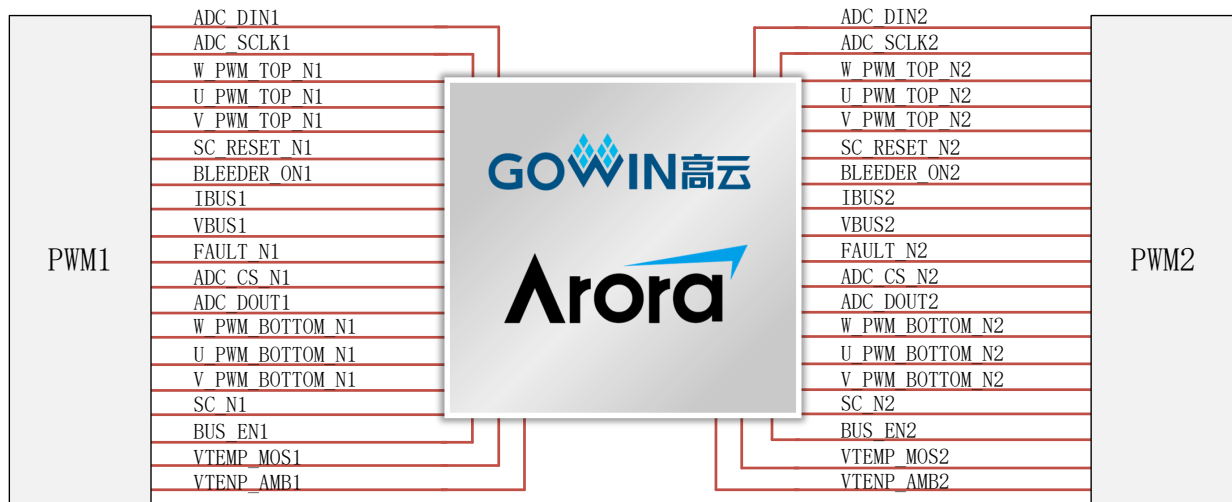 ADC_DIN1
ADC_SCLK1
W_PWM_TOP_N1
U_PWM_TOP_N1
V_PWM_TOP_N1
SC_RESET_N1
BLEEDER_ON1
IBUS1
VBUS1
FAULT_N1
ADC_CS_N1
ADC_DOUT1
W_PWM_BOTTOM_N1
U_PWM_BOTTOM_N1
V_PWM_BOTTOM_N1
SC_N1
BUS_EN1
VTEMP_MOS1
VTENP_AMB1
PWM1
GOWIN高云
Arora
ADC_DIN2
ADC_SCLK2
W_PWM_TOP_N2
U_PWM_TOP_N2
V_PWM_TOP_N2
SC_RESET_N2
BLEEDER_ON2
IBUS2
VBUS2
FAULT_N2
ADC_CS_N2
ADC_DOUT2
W_PWM_BOTTOM_N2
U_PWM_BOTTOM_N2
V_PWM_BOTTOM_N2
SC_N2
BUS_EN2
VTEMP_MOS2
VTENP_AMB2
PWM2